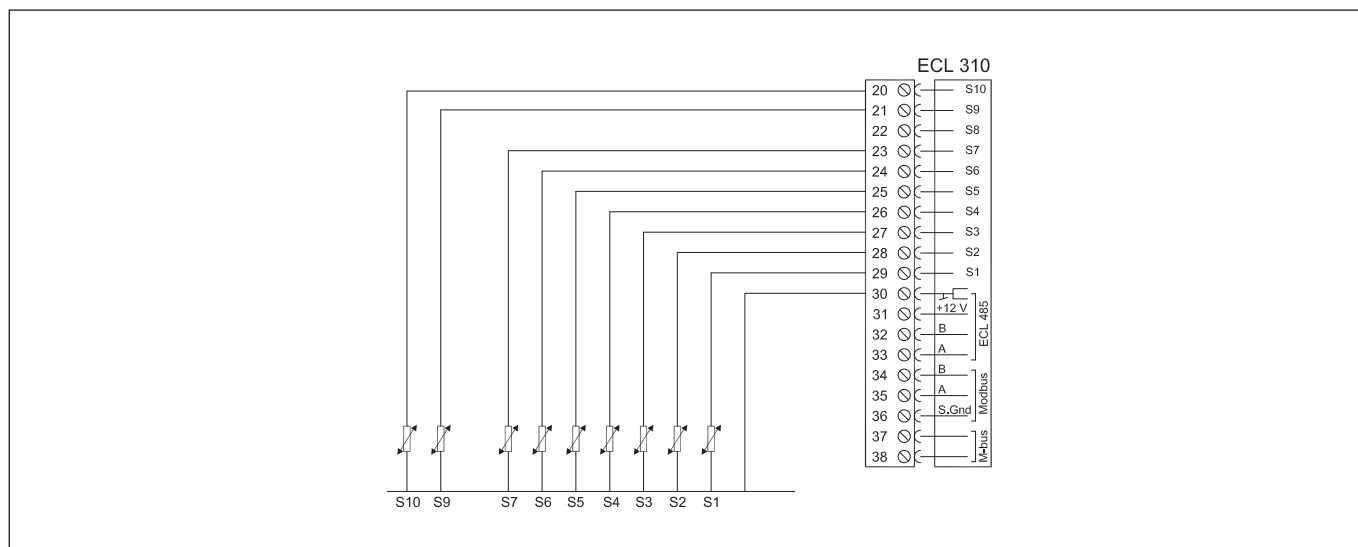 ECL 310
20 S10
21 S9
22 S8
23 S7
24 S6
25 S5
26 S4
27 S3
28 S2
29 S1
30
31 +12 V
32 B
33 A
ECL 485
34 B
35 A
36 S.Gnd
Modbus
37
38
M-bus
S10 S9 S7 S6 S5 S4 S3 S2 S1